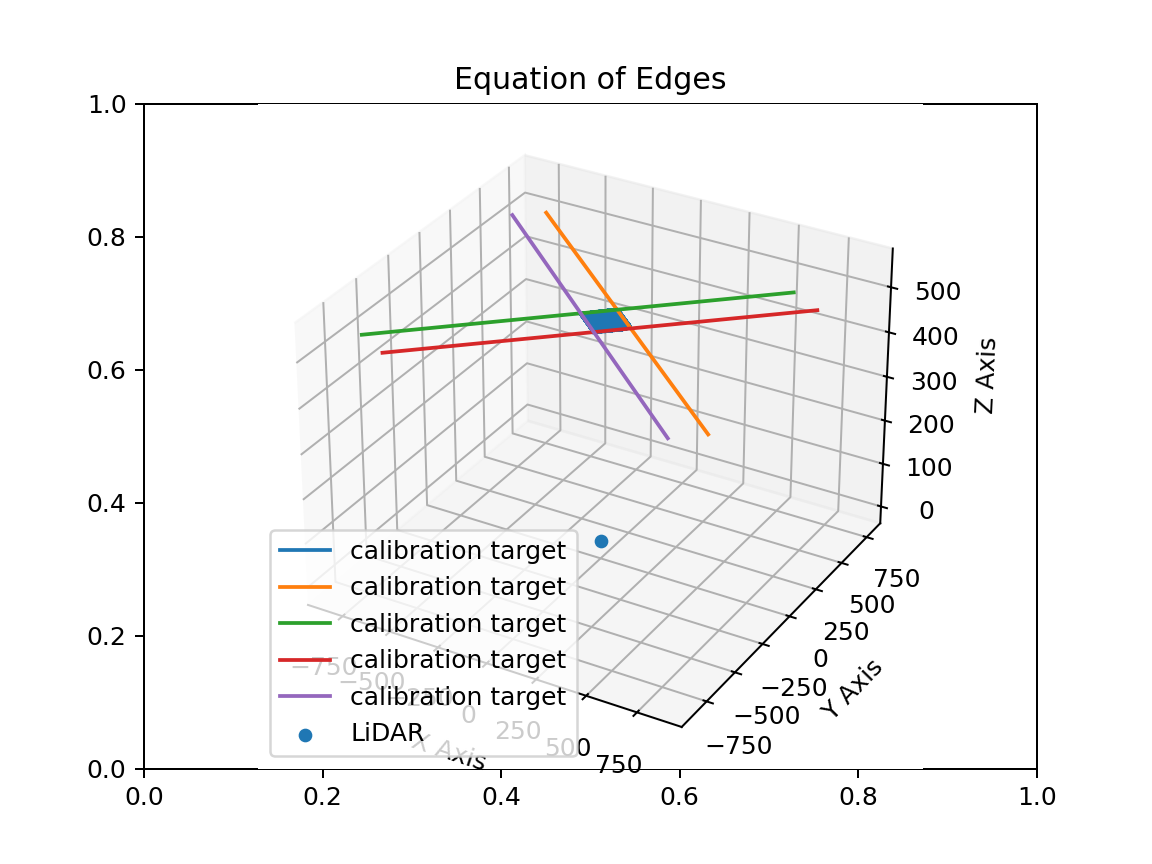 Equation of Edges
1.0
0.8
0.6
0.4
0.2
0.0
0.0 0.2 0.4 0.6 0.8 1.0
500
400
300
200
100
0
Z Axis
750
500
250
0
−250
−500
−750
Y Axis
−750
−500
−250
0
250
500
750
X Axis
calibration target
calibration target
calibration target
calibration target
calibration target
LiDAR